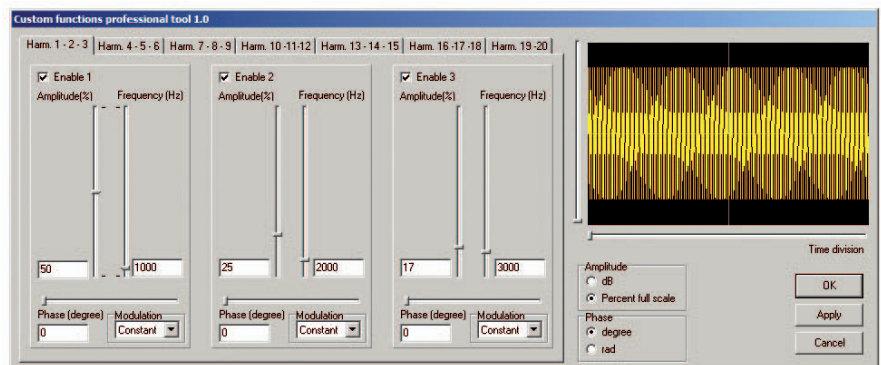 Custom functions professional tool 1.0
Harm. 1 - 2 - 3 Harm. 4 - 5 - 6 Harm. 7 - 8 - 9 Harm. 10 -11-12 Harm. 13 - 14 - 15 Harm. 16 -17 -18 Harm. 19 -20
Enable 1 Enable 2 Enable 3
Amplitude(%) Frequency (Hz) Amplitude(%) Frequency (Hz) Amplitude(%) Frequency (Hz)
50 1000 25 2000 17 3000
Phase (degree) Modulation Phase (degree) Modulation Phase (degree) Modulation
0 Constant 0 Constant 0 Constant
Time division
Amplitude
dB
Percent full scale
Phase
degree
rad
OK
Apply
Cancel